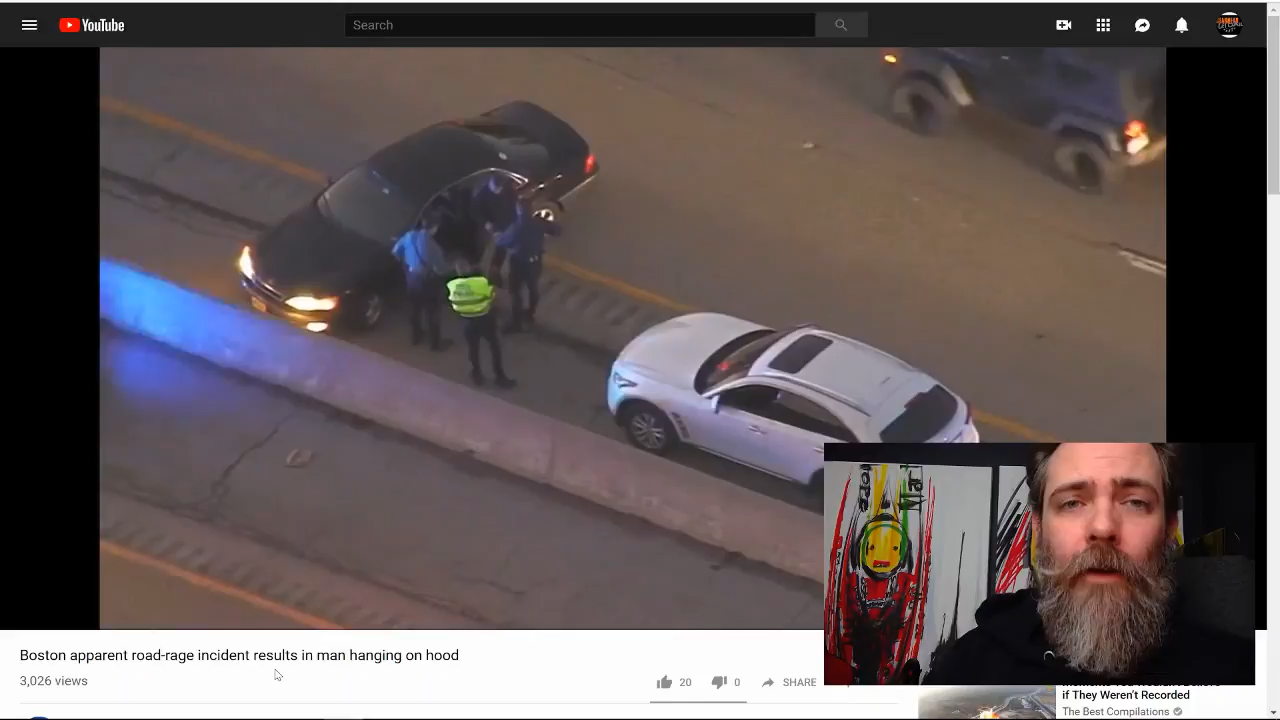 YouTube
Search
Boston apparent road-rage incident results in man hanging on hood
3,026 views
20
0
SHARE
if They Weren't Recorded
The Best Compilations